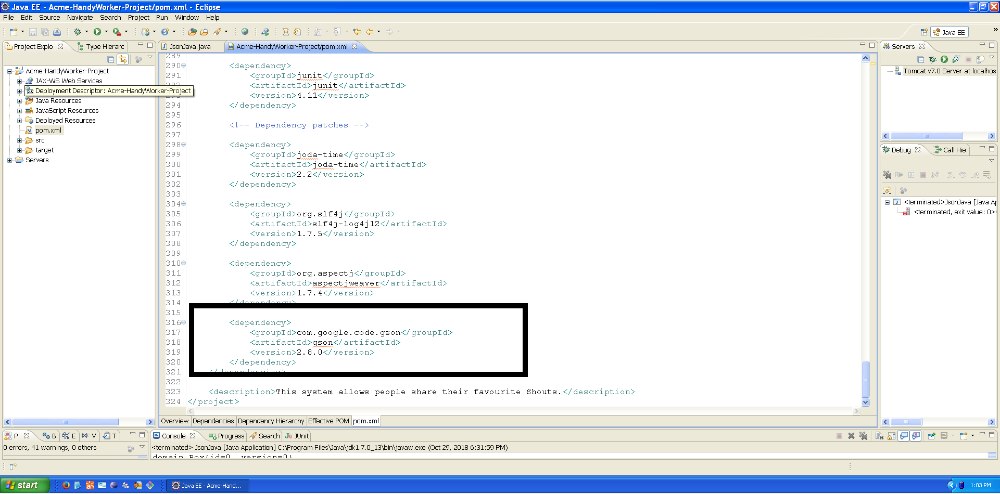 Java EE - Acme-HandyWorker-Project/pom.xml - Eclipse
File Edit Source Navigate Search Project Run Window Help
Java EE
Project Explo
Type Hierarc
JsonJava.java
Acme-HandyWorker-Project/pom.xml
Servers
Acme-HandyWorker-Project
JAX-WS Web Services
Deployment Descriptor: Acme-HandyWorker-Project
Java Resources
JavaScript Resources
Deployed Resources
pom.xml
src
target
Servers
289
290 <dependency>
291 <groupId>junit</groupId>
292 <artifactId>junit</artifactId>
293 <version>4.11</version>
294 </dependency>
295
296 <!-- Dependency patches -->
297
298 <dependency>
299 <groupId>joda-time</groupId>
300 <artifactId>joda-time</artifactId>
301 <version>2.2</version>
302 </dependency>
303
304 <dependency>
305 <groupId>org.slf4j</groupId>
306 <artifactId>slf4j-log4j12</artifactId>
307 <version>1.7.5</version>
308 </dependency>
309
310 <dependency>
311 <groupId>org.aspectj</groupId>
312 <artifactId>aspectjweaver</artifactId>
313 <version>1.7.4</version>
314 </dependency>
315
316 <dependency>
317 <groupId>com.google.code.gson</groupId>
318 <artifactId>gson</artifactId>
319 <version>2.8.0</version>
320 </dependency>
321 </dependencies>
322
323 <description>This system allows people share their favourite Shouts.</description>
324 </project>
Overview Dependencies Dependency Hierarchy Effective POM pom.xml
Tomcat v7.0 Server at localhos
Debug
Call Hie
<terminated>JsonJava [Java Ap
<terminated, exit value: 0>
P B E (x)= V T
0 errors, 41 warnings, 0 others
Console Progress Search Ju JUnit
<terminated> JsonJava [Java Application] C:\Program Files\Java\jdk1.7.0_13\bin\javaw.exe (Oct 29, 2018 6:31:59 PM)
domain.Box{id=0, version=0}
start
Java EE - Acme-Hand...
1:03 PM